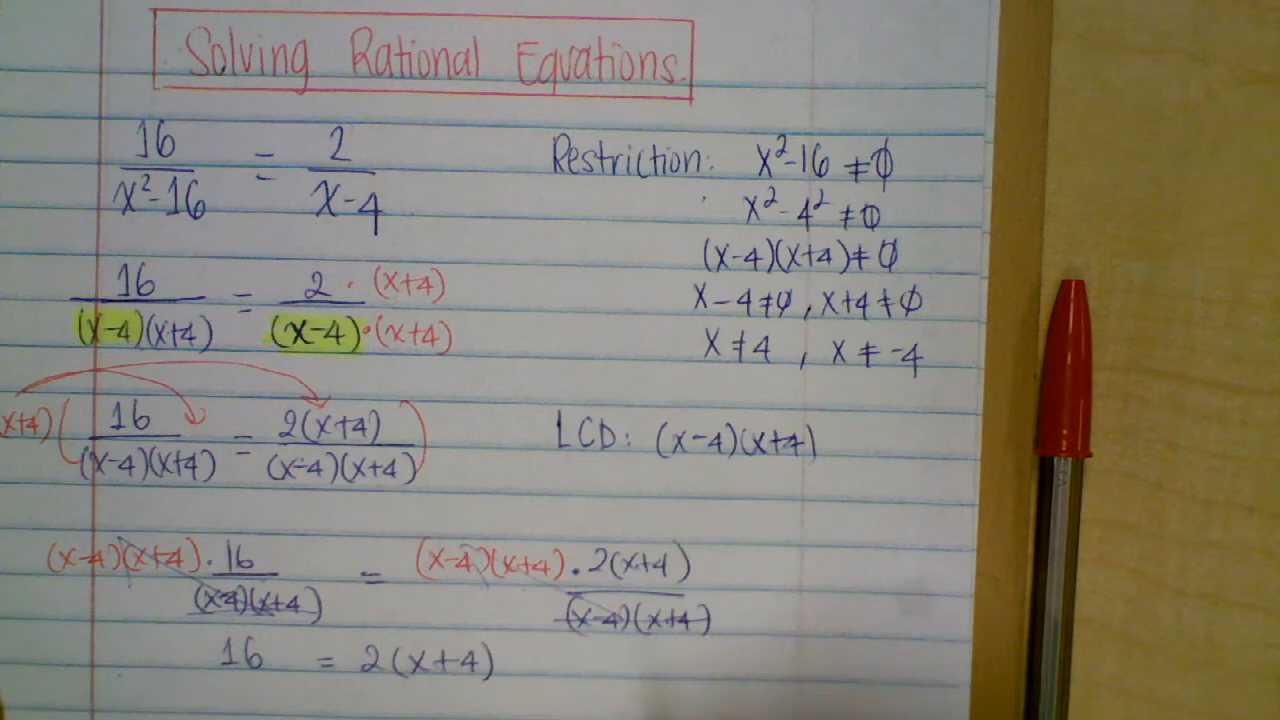 Solving Rational Equations.
16/(x²-16) = 2/(x-4)
Restriction: x²-16 ≠ 0
x²-4² ≠ 0
(x-4)(x+4) ≠ 0
x-4 ≠ 0, x+4 ≠ 0
x ≠ 4, x ≠ -4
16/((x-4)(x+4)) = 2·(x+4)/((x-4)·(x+4))
x+4) (16/((x-4)(x+4)) = 2(x+4)/((x-4)(x+4)))
LCD: (x-4)(x+4)
(x-4)(x+4)·16/((x-4)(x+4)) = (x-4)(x+4)·2(x+4)/((x-4)(x+4))
16 = 2(x+4)